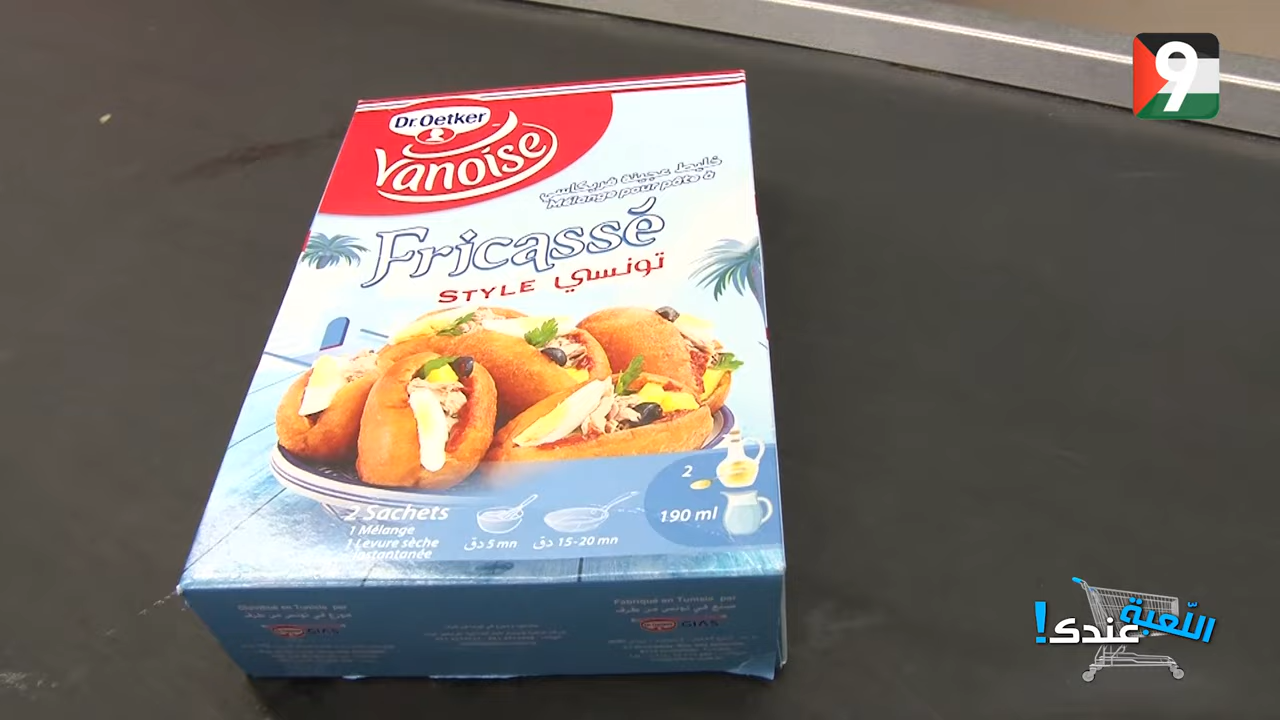 9
Dr. Oetker
Vanoise
خليط عجينة فريكاسي
Mélange pour pâte à
Fricassé
STYLE تونسي
2
190 ml
2 Sachets
1 Mélange
1 Levure sèche
instantanée
5 mn دق
15-20 mn دق
Fabriqué en Tunisie par
صنع في تونس من طرف
GIAS
GIAS
اللّعبة
عندك!